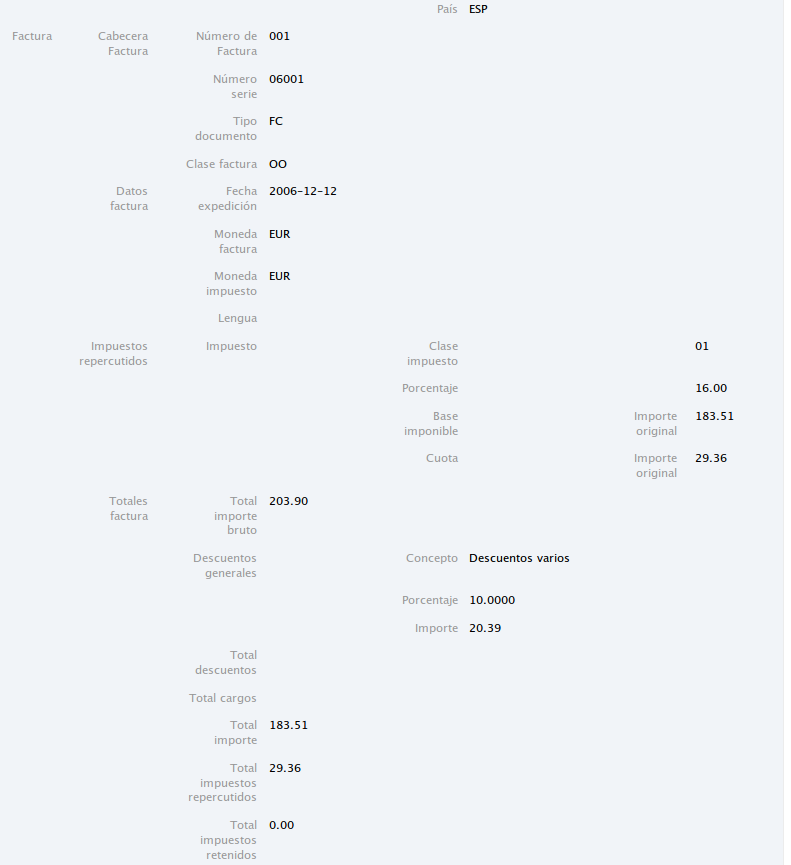 País ESP
Factura Cabecera Número de 001
Factura Factura
Número 06001
serie
Tipo FC
documento
Clase factura OO
Datos Fecha 2006-12-12
factura expedición
Moneda EUR
factura
Moneda EUR
impuesto
Lengua
Impuestos Impuesto Clase 01
repercutidos impuesto
Porcentaje 16.00
Base Importe 183.51
imponible original
Cuota Importe 29.36
original
Totales Total 203.90
factura importe
bruto
Descuentos Concepto Descuentos varios
generales
Porcentaje 10.0000
Importe 20.39
Total
descuentos
Total cargos
Total 183.51
importe
Total 29.36
impuestos
repercutidos
Total 0.00
impuestos
retenidos